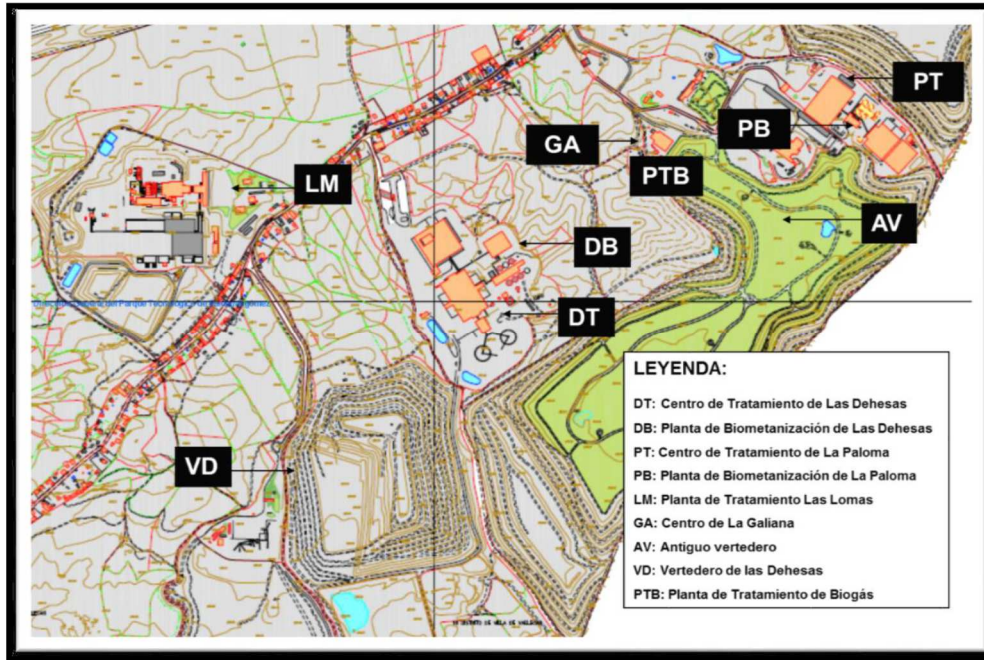 PT
GA
PB
PTB
LM
AV
DB
DT
VD
LEYENDA:
DT: Centro de Tratamiento de Las Dehesas
DB: Planta de Biometanización de Las Dehesas
PT: Centro de Tratamiento de La Paloma
PB: Planta de Biometanización de La Paloma
LM: Planta de Tratamiento Las Lomas
GA: Centro de La Galiana
AV: Antiguo vertedero
VD: Vertedero de las Dehesas
PTB: Planta de Tratamiento de Biogás